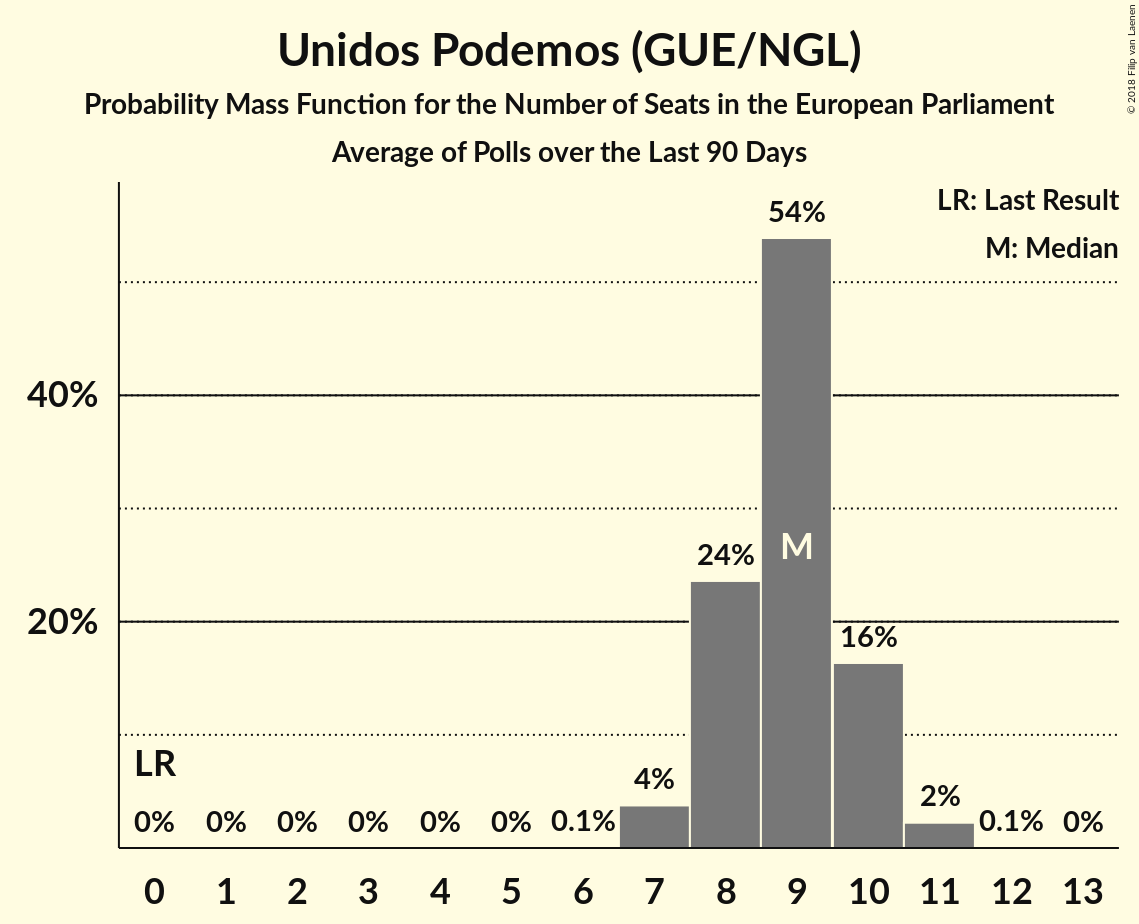 Unidos Podemos (GUE/NGL)
Probability Mass Function for the Number of Seats in the European Parliament
Average of Polls over the Last 90 Days
© 2018 Filip van Laenen
LR: Last Result
M: Median
54%
40%
24%
M
20%
16%
LR
4%
2%
0% 0% 0% 0% 0% 0% 0.1% 0.1% 0%
0 1 2 3 4 5 6 7 8 9 10 11 12 13